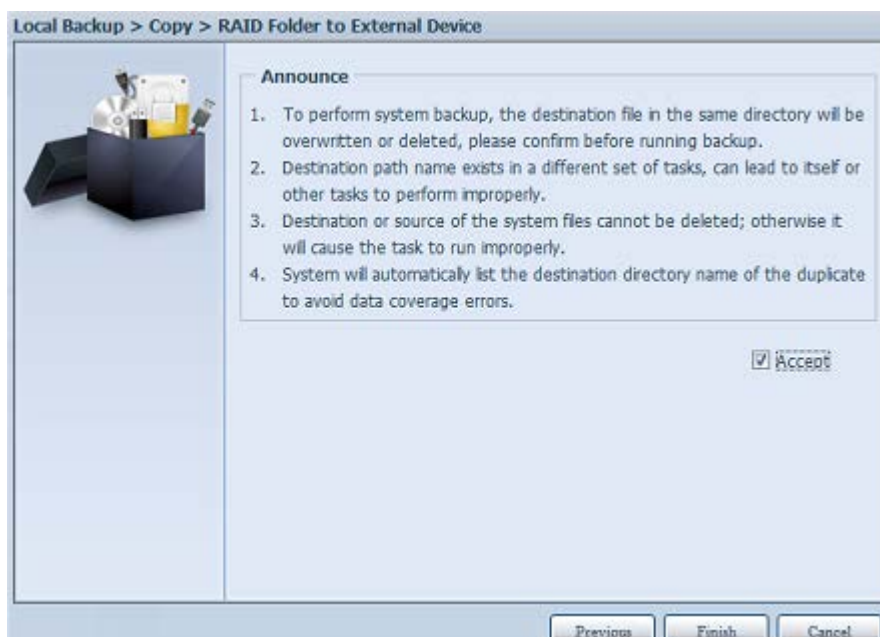 Local Backup > Copy > RAID Folder to External Device
Announce
1. To perform system backup, the destination file in the same directory will be
overwritten or deleted, please confirm before running backup.
2. Destination path name exists in a different set of tasks, can lead to itself or
other tasks to perform improperly.
3. Destination or source of the system files cannot be deleted; otherwise it
will cause the task to run improperly.
4. System will automatically list the destination directory name of the duplicate
to avoid data coverage errors.
Accept
Previous Finish Cancel